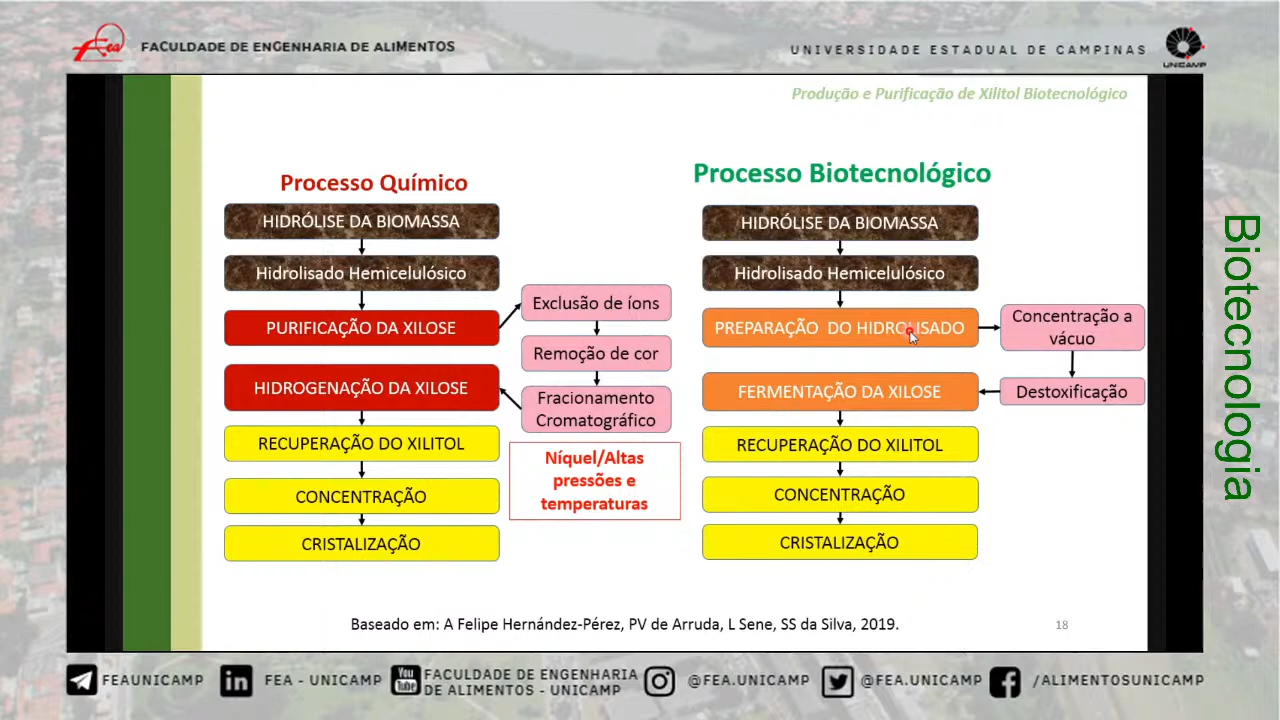 Fea
FACULDADE DE ENGENHARIA DE ALIMENTOS
UNIVERSIDADE ESTADUAL DE CAMPINAS
UNICAMP
Produção e Purificação de Xilitol Biotecnológico
Processo Químico
HIDRÓLISE DA BIOMASSA
Hidrolisado Hemicelulósico
PURIFICAÇÃO DA XILOSE
HIDROGENAÇÃO DA XILOSE
RECUPERAÇÃO DO XILITOL
CONCENTRAÇÃO
CRISTALIZAÇÃO
Exclusão de íons
Remoção de cor
Fracionamento
Cromatográfico
Níquel/Altas
pressões e
temperaturas
Processo Biotecnológico
HIDRÓLISE DA BIOMASSA
Hidrolisado Hemicelulósico
PREPARAÇÃO DO HIDROLISADO
FERMENTAÇÃO DA XILOSE
RECUPERAÇÃO DO XILITOL
CONCENTRAÇÃO
CRISTALIZAÇÃO
Concentração a
vácuo
Destoxificação
Biotecnologia
Baseado em: A Felipe Hernández-Pérez, PV de Arruda, L Sene, SS da Silva, 2019.
18
FEAUNICAMP
in
FEA - UNICAMP
You
Tube
FACULDADE DE ENGENHARIA
DE ALIMENTOS - UNICAMP
@FEA.UNICAMP
@FEA.UNICAMP
/ALIMENTOSUNICAMP